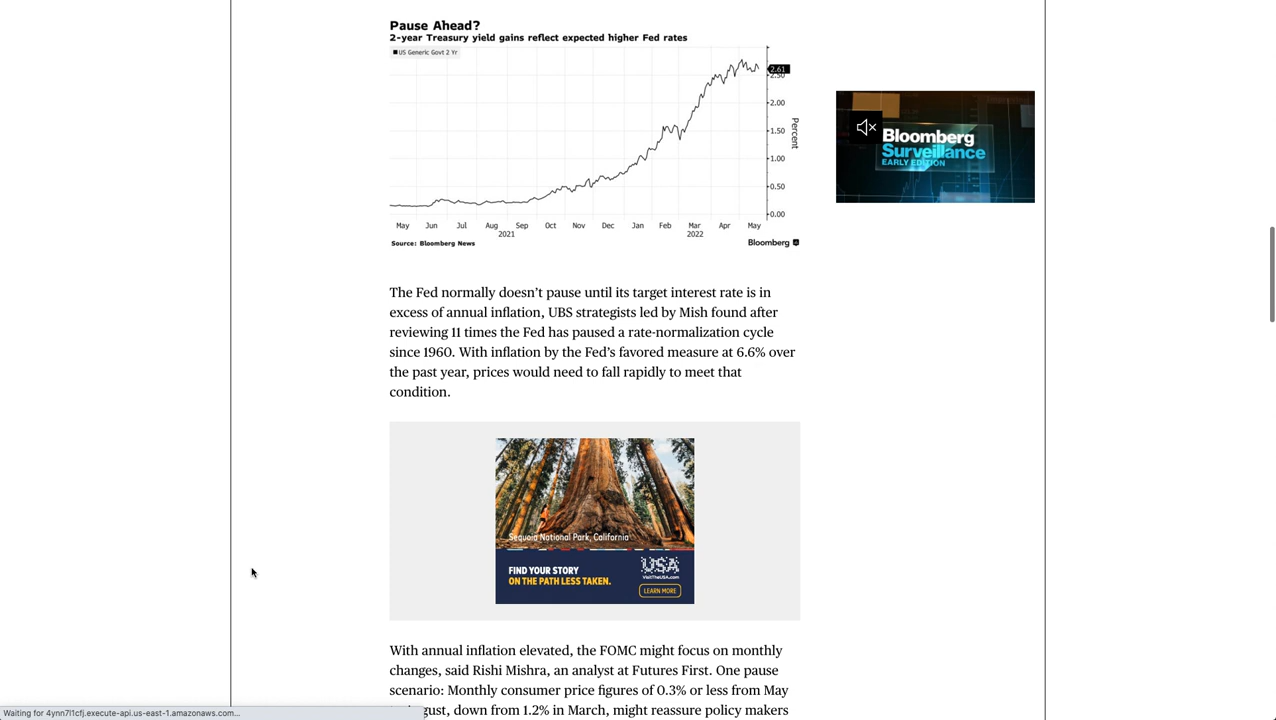 Pause Ahead?
2-year Treasury yield gains reflect expected higher Fed rates
US Generic Govt 2 Yr
2.61
2.50
2.00
1.50
1.00
0.50
0.00
Percent
May Jun Jul Aug Sep Oct Nov Dec Jan Feb Mar Apr May
2021 2022
Source: Bloomberg News
Bloomberg
Bloomberg
Surveillance
EARLY EDITION
The Fed normally doesn’t pause until its target interest rate is in
excess of annual inflation, UBS strategists led by Mish found after
reviewing 11 times the Fed has paused a rate-normalization cycle
since 1960. With inflation by the Fed’s favored measure at 6.6% over
the past year, prices would need to fall rapidly to meet that
condition.
Sequoia National Park, California
FIND YOUR STORY
ON THE PATH LESS TAKEN.
USA
VisitTheUSA.com
LEARN MORE
With annual inflation elevated, the FOMC might focus on monthly
changes, said Rishi Mishra, an analyst at Futures First. One pause
scenario: Monthly consumer price figures of 0.3% or less from May
down from 1.2% in March, might reassure policy makers
Waiting for 4ynn7l1cfj.execute-api.us-east-1.amazonaws.com...